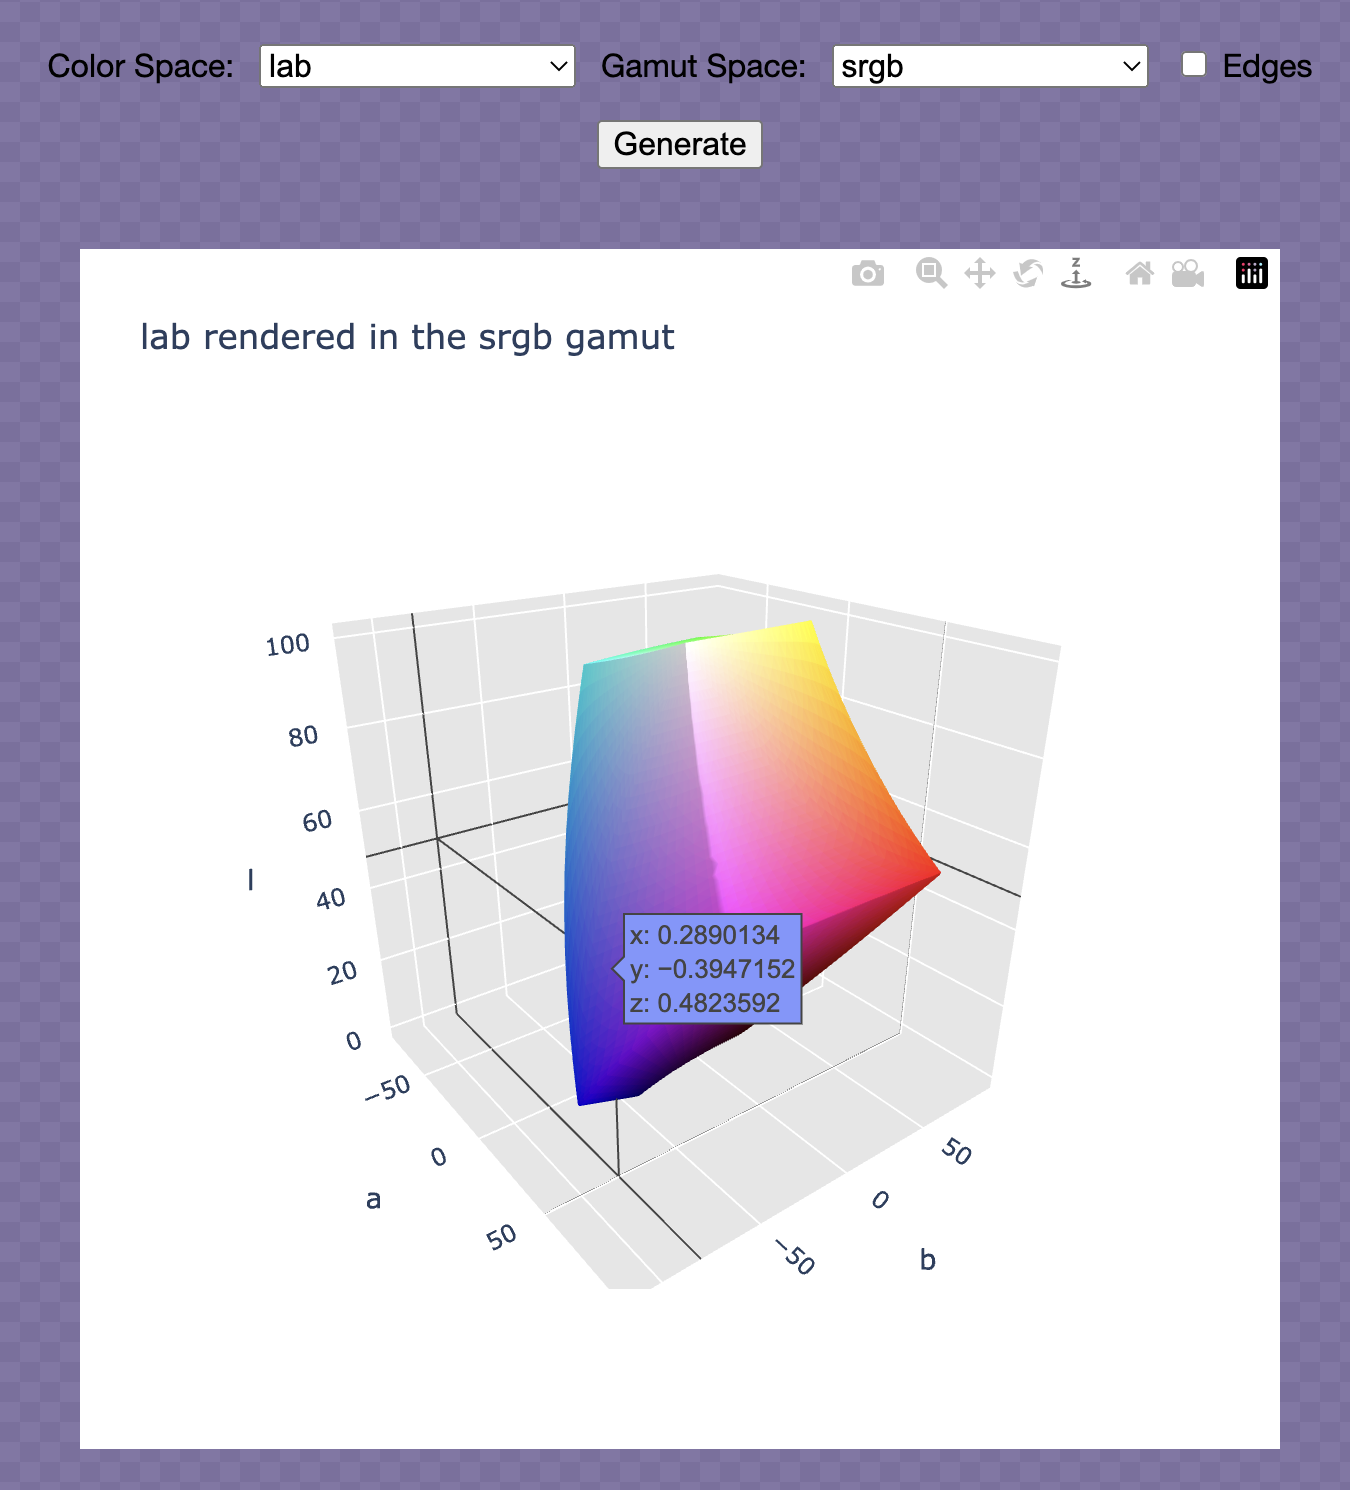 Color Space: lab Gamut Space: srgb Edges
Generate
lab rendered in the srgb gamut
100
80
60
40
20
0
l
−50
0
50
a
−50
0
50
b
x: 0.2890134
y: −0.3947152
z: 0.4823592